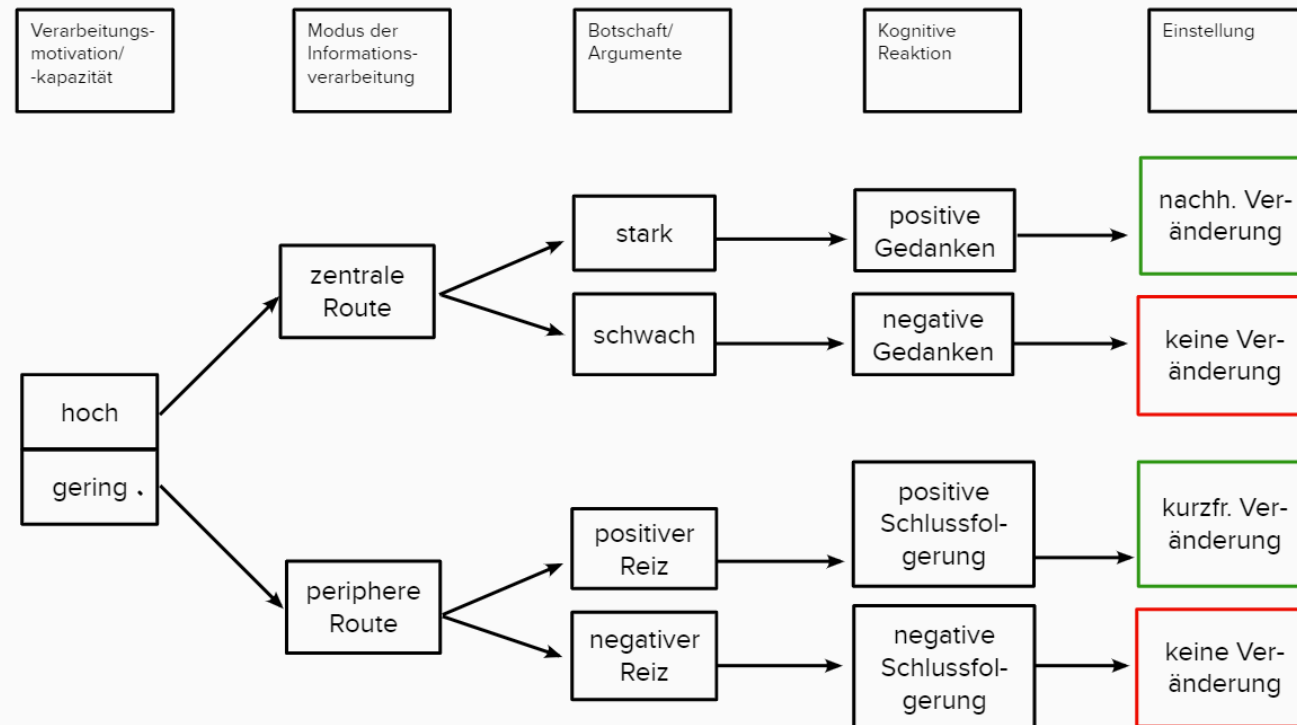 Verarbeitungs-
motivation/
-kapazität
Modus der
Informations-
verarbeitung
Botschaft/
Argumente
Kognitive
Reaktion
Einstellung
hoch
gering .
zentrale
Route
periphere
Route
stark
schwach
positiver
Reiz
negativer
Reiz
positive
Gedanken
negative
Gedanken
positive
Schlussfol-
gerung
negative
Schlussfol-
gerung
nachh. Ver-
änderung
keine Ver-
änderung
kurzfr. Ver-
änderung
keine Ver-
änderung